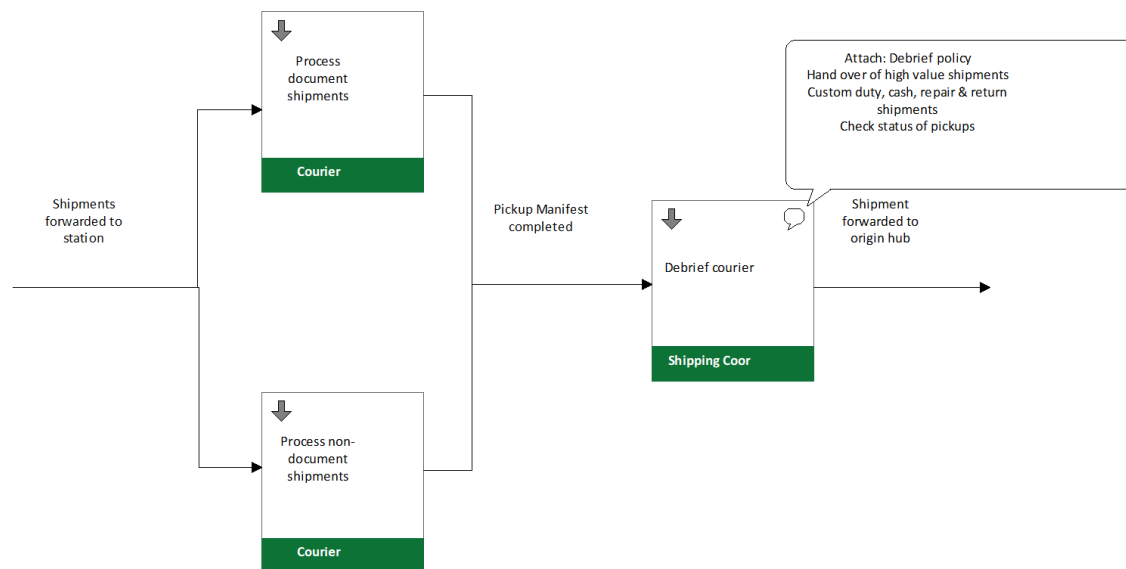 Process
document
shipments
Courier
Attach: Debrief policy
Hand over of high value shipments
Custom duty, cash, repair & return
shipments
Check status of pickups
Shipments
forwarded to
station
Pickup Manifest
completed
Shipment
forwarded to
origin hub
Debrief courier
Shipping Coor
Process non-
document
shipments
Courier